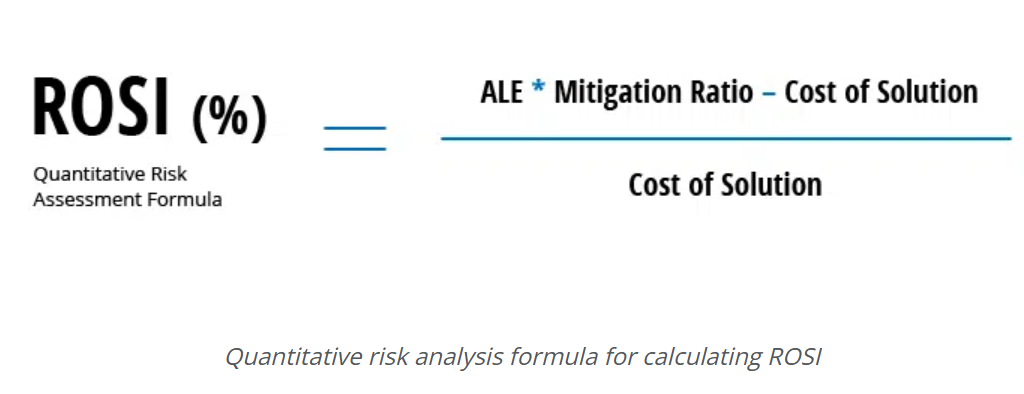 ROSI (%)
Quantitative Risk
Assessment Formula
=
ALE * Mitigation Ratio – Cost of Solution
Cost of Solution
Quantitative risk analysis formula for calculating ROSI